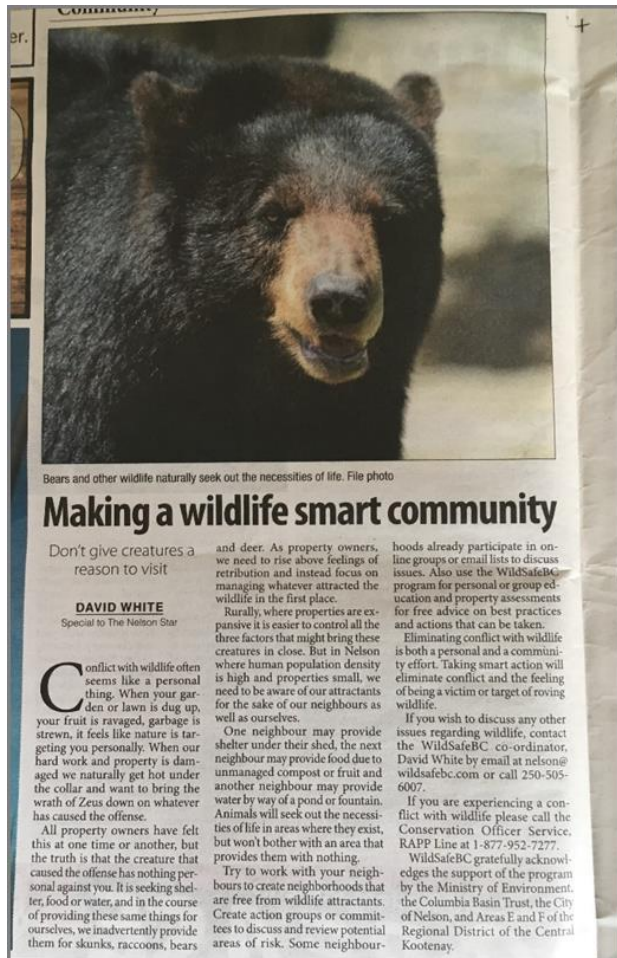 Community
er.
Bears and other wildlife naturally seek out the necessities of life. File photo
Making a wildlife smart community
Don't give creatures a
reason to visit
DAVID WHITE
Special to The Nelson Star
Conflict with wildlife often
seems like a personal
thing. When your gar-
den or lawn is dug up,
your fruit is ravaged, garbage is
strewn, it feels like nature is tar-
geting you personally. When our
hard work and property is dam-
aged we naturally get hot under
the collar and want to bring the
wrath of Zeus down on whatever
has caused the offense.
All property owners have felt
this at one time or another, but
the truth is that the creature that
caused the offense has nothing per-
sonal against you. It is seeking shel-
ter, food or water, and in the course
of providing these same things for
ourselves, we inadvertently provide
them for skunks, raccoons, bears
and deer. As property owners,
we need to rise above feelings of
retribution and instead focus on
managing whatever attracted the
wildlife in the first place.
Rurally, where properties are ex-
pansive it is easier to control all the
three factors that might bring these
creatures in close. But in Nelson
where human population density
is high and properties small, we
need to be aware of our attractants
for the sake of our neighbours as
well as ourselves.
One neighbour may provide
shelter under their shed, the next
neighbour may provide food due to
unmanaged compost or fruit and
another neighbour may provide
water by way of a pond or fountain.
Animals will seek out the necessi-
ties of life in areas where they exist,
but won't bother with an area that
provides them with nothing.
Try to work with your neigh-
bours to create neighborhoods that
are free from wildlife attractants.
Create action groups or commit-
tees to discuss and review potential
areas of risk. Some neighbour-
hoods already participate in on-
line groups or email lists to discuss
issues. Also use the WildSafeBC
program for personal or group ed-
ucation and property assessments
for free advice on best practices
and actions that can be taken.
Eliminating conflict with wildlife
is both a personal and a communi-
ty effort. Taking smart action will
eliminate conflict and the feeling
of being a victim or target of roving
wildlife.
If you wish to discuss any other
issues regarding wildlife, contact
the WildSafeBC co-ordinator,
David White by email at nelson@
wildsafebc.com or call 250-505-
6007.
If you are experiencing a con-
flict with wildlife please call the
Conservation Officer Service,
RAPP Line at 1-877-952-7277.
WildSafeBC gratefully acknowl-
edges the support of the program
by the Ministry of Environment,
the Columbia Basin Trust, the City
of Nelson, and Areas E and F of the
Regional District of the Central
Kootenay.